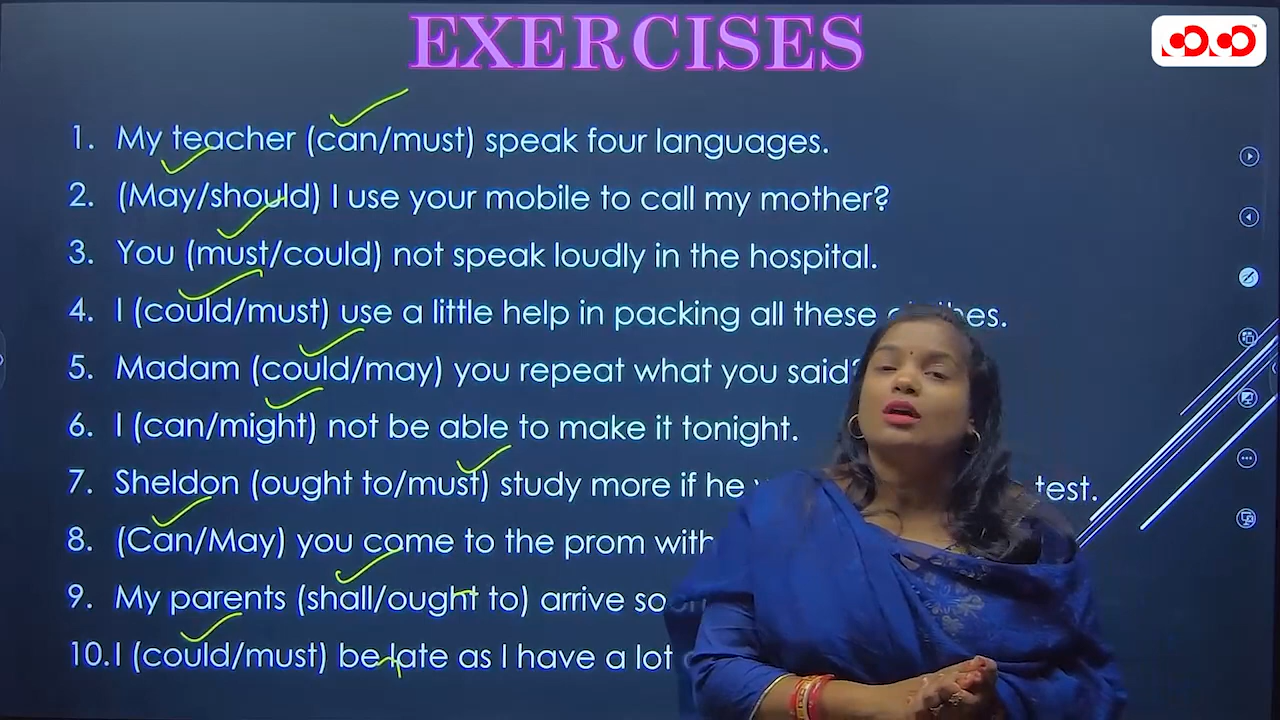 EXERCISES
1. My teacher (can/must) speak four languages.
2. (May/should) I use your mobile to call my mother?
3. You (must/could) not speak loudly in the hospital.
4. I (could/must) use a little help in packing all these
5. Madam (could/may) you repeat what you said?
6. I (can/might) not be able to make it tonight.
7. Sheldon (ought to/must) study more if he test.
8. (Can/May) you come to the prom with
9. My parents (shall/ought to) arrive soon
10. I (could/must) be late as I have a lot